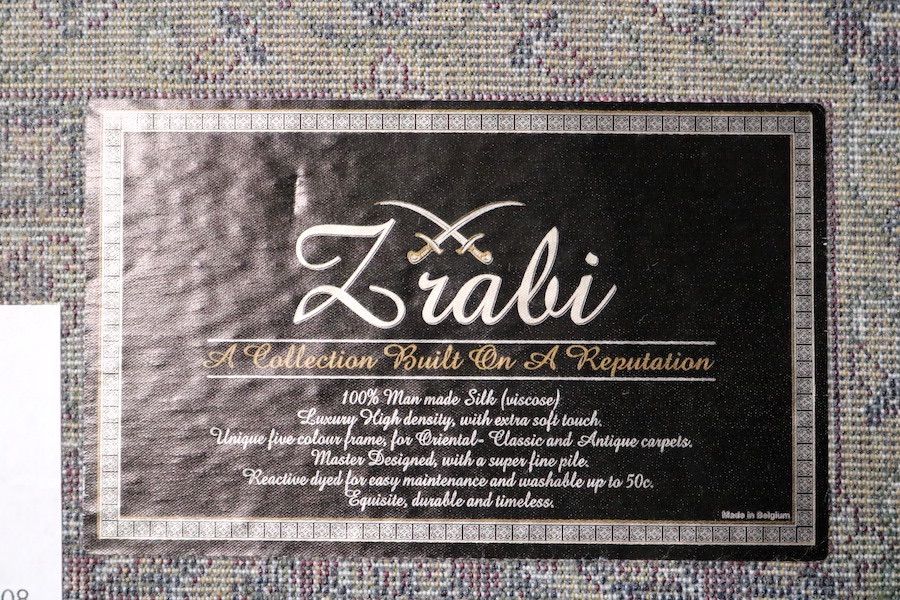 Zrabi
A Collection Built On A Reputation
100% Man made Silk (viscose)
Luxury High density, with extra soft touch.
Unique five colour frame, for Oriental- Classic and Antique carpets.
Master Designed, with a super fine pile.
Reactive dyed for easy maintenance and washable up to 50c.
Equisite, durable and timeless.
Made in Belgium
08